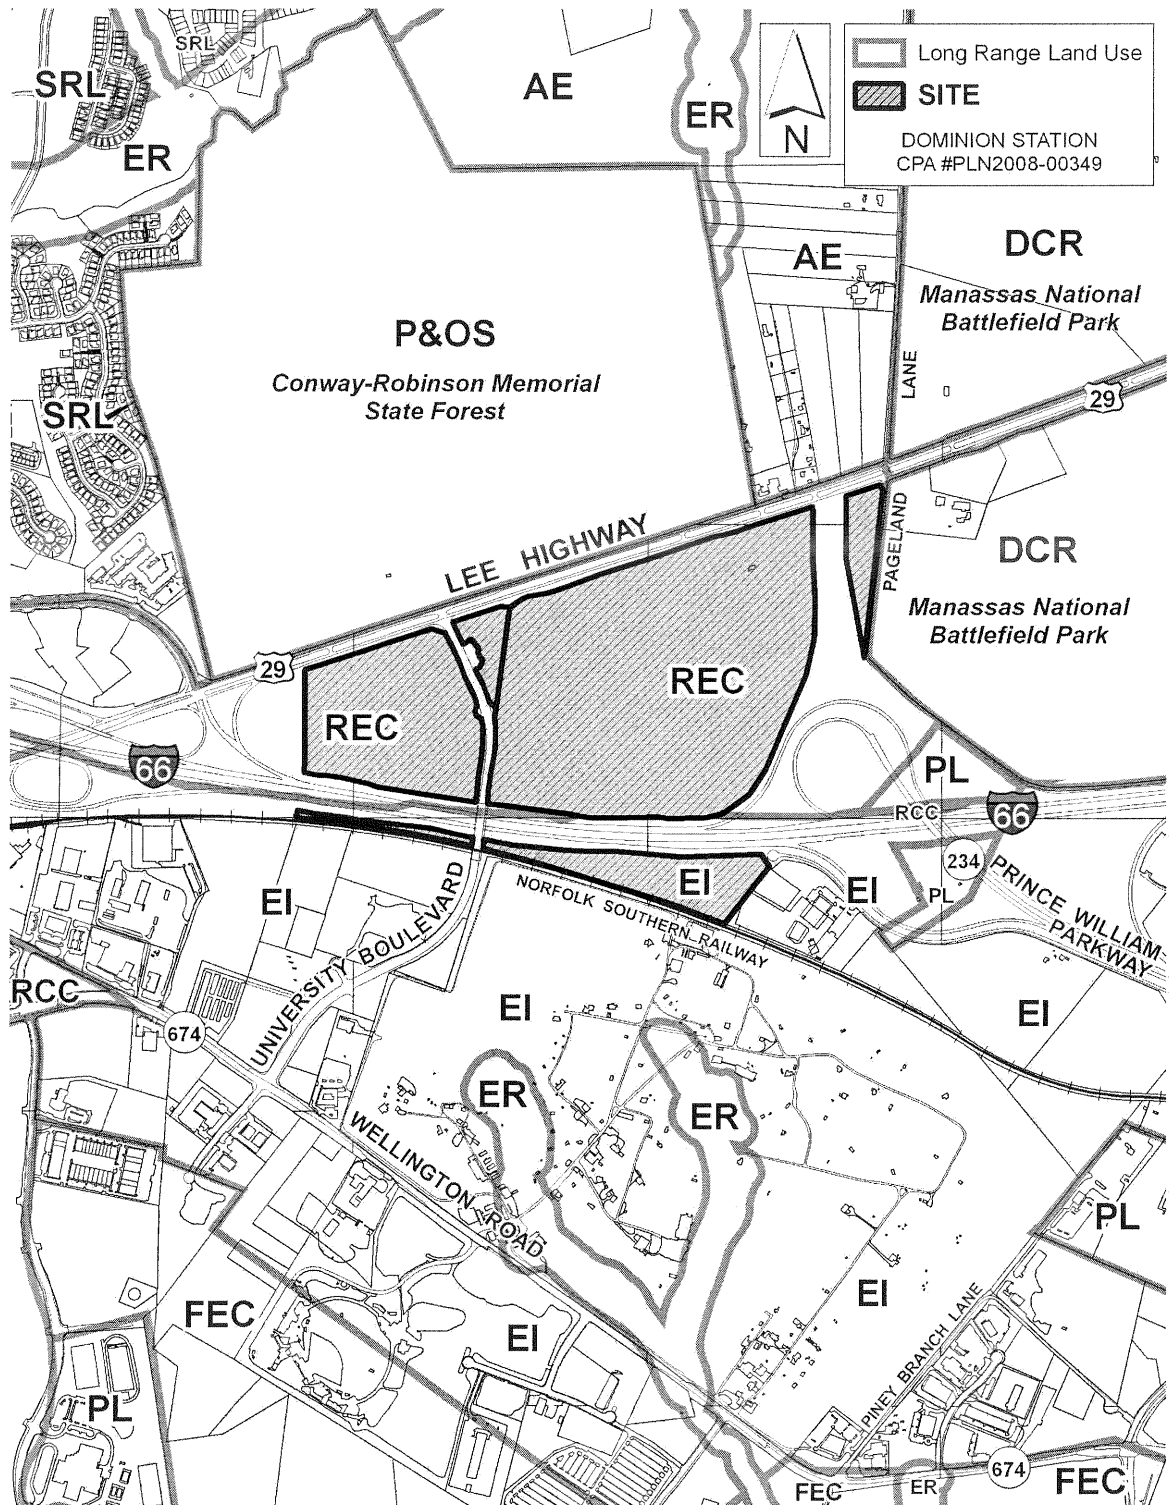 SRL
SRL
AE
ER
ER
N
Long Range Land Use
SITE
DOMINION STATION
CPA #PLN2008-00349
AE
DCR
Manassas National
Battlefield Park
P&OS
Conway-Robinson Memorial
State Forest
SRL
LANE
29
LEE HIGHWAY
PAGELAND
DCR
Manassas National
Battlefield Park
29
REC
REC
66
PL
RCC
66
234
PRINCE WILLIAM
PARKWAY
EI
EI
EI
PL
NORFOLK SOUTHERN RAILWAY
UNIVERSITY BOULEVARD
RCC
674
EI
EI
ER
ER
WELLINGTON ROAD
PL
FEC
EI
EI
PINEY BRANCH LANE
PL
674
FEC
ER
FEC